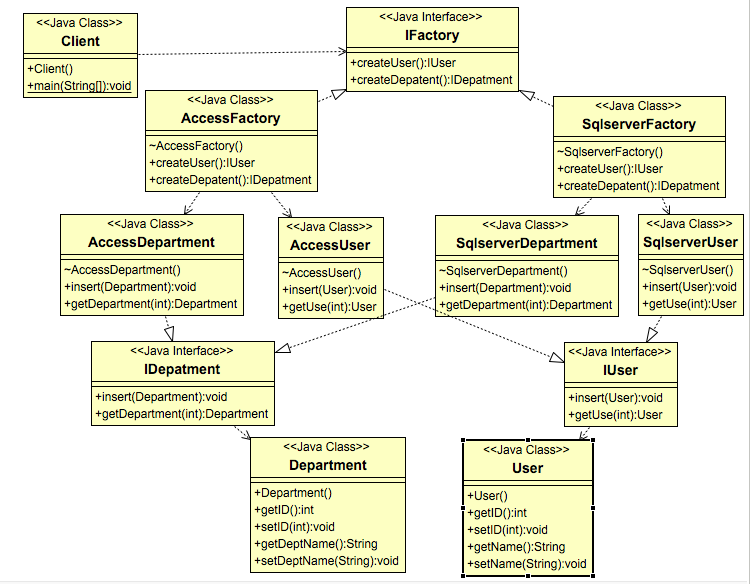 <<Java Class>>
Client
+Client()
+main(String[]):void
<<Java Interface>>
IFactory
+createUser():IUser
+createDepatent():IDepatment
<<Java Class>>
AccessFactory
~AccessFactory()
+createUser():IUser
+createDepatent():IDepatment
<<Java Class>>
SqlserverFactory
~SqlserverFactory()
+createUser():IUser
+createDepatent():IDepatment
<<Java Class>>
AccessDepartment
~AccessDepartment()
+insert(Department):void
+getDepartment(int):Department
<<Java Class>>
AccessUser
~AccessUser()
+insert(User):void
+getUse(int):User
<<Java Class>>
SqlserverDepartment
~SqlserverDepartment()
+insert(Department):void
+getDepartment(int):Department
<<Java Class>>
SqlserverUser
~SqlserverUser()
+insert(User):void
+getUse(int):User
<<Java Interface>>
IDepatment
+insert(Department):void
+getDepartment(int):Department
<<Java Interface>>
IUser
+insert(User):void
+getUse(int):User
<<Java Class>>
Department
+Department()
+getID():int
+setID(int):void
+getDeptName():String
+setDeptName(String):void
<<Java Class>>
User
+User()
+getID():int
+setID(int):void
+getName():String
+setName(String):void